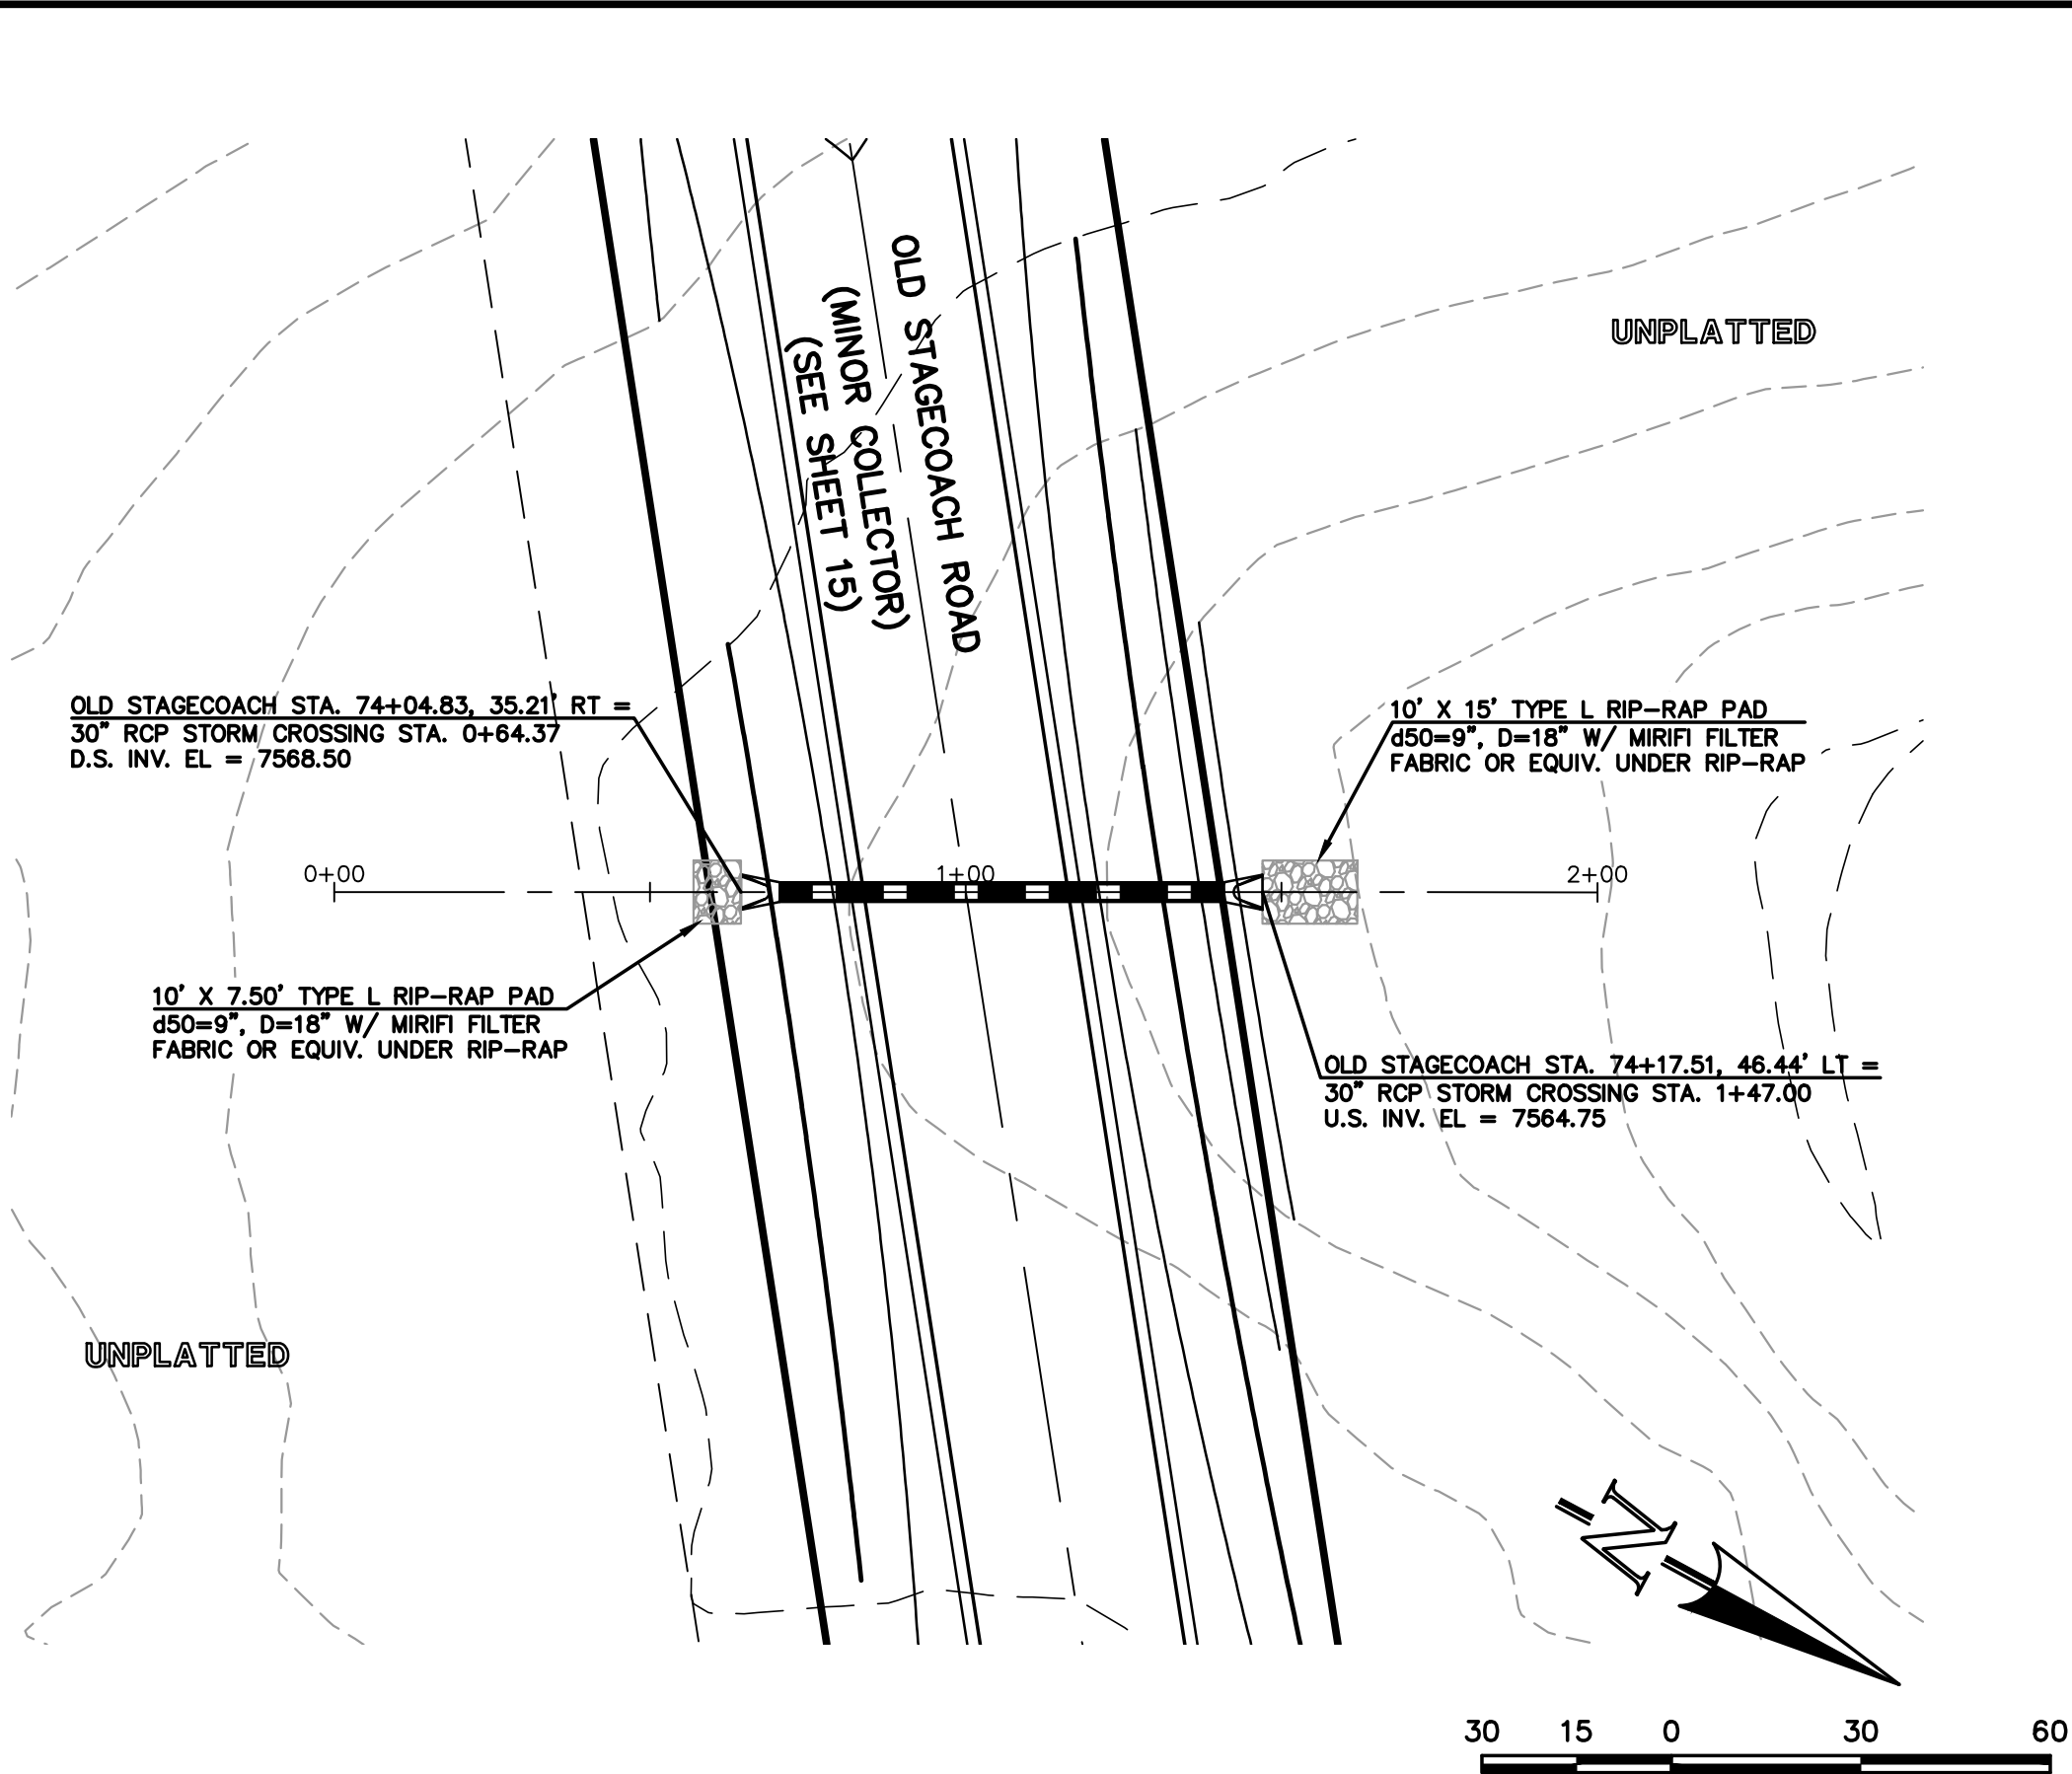 OLD STAGECOACH ROAD
(MINOR COLLECTOR)
(SEE SHEET 15)
UNPLATTED
OLD STAGECOACH STA. 74+04.83, 35.21' RT =
30" RCP STORM CROSSING STA. 0+64.37
D.S. INV. EL = 7568.50
10' X 15' TYPE L RIP-RAP PAD
d50=9", D=18" W/ MIRIFI FILTER
FABRIC OR EQUIV. UNDER RIP-RAP
0+00
1+00
2+00
10' X 7.50' TYPE L RIP-RAP PAD
d50=9", D=18" W/ MIRIFI FILTER
FABRIC OR EQUIV. UNDER RIP-RAP
OLD STAGECOACH STA. 74+17.51, 46.44' LT =
30" RCP STORM CROSSING STA. 1+47.00
U.S. INV. EL = 7564.75
UNPLATTED
N
30 15 0 30 60